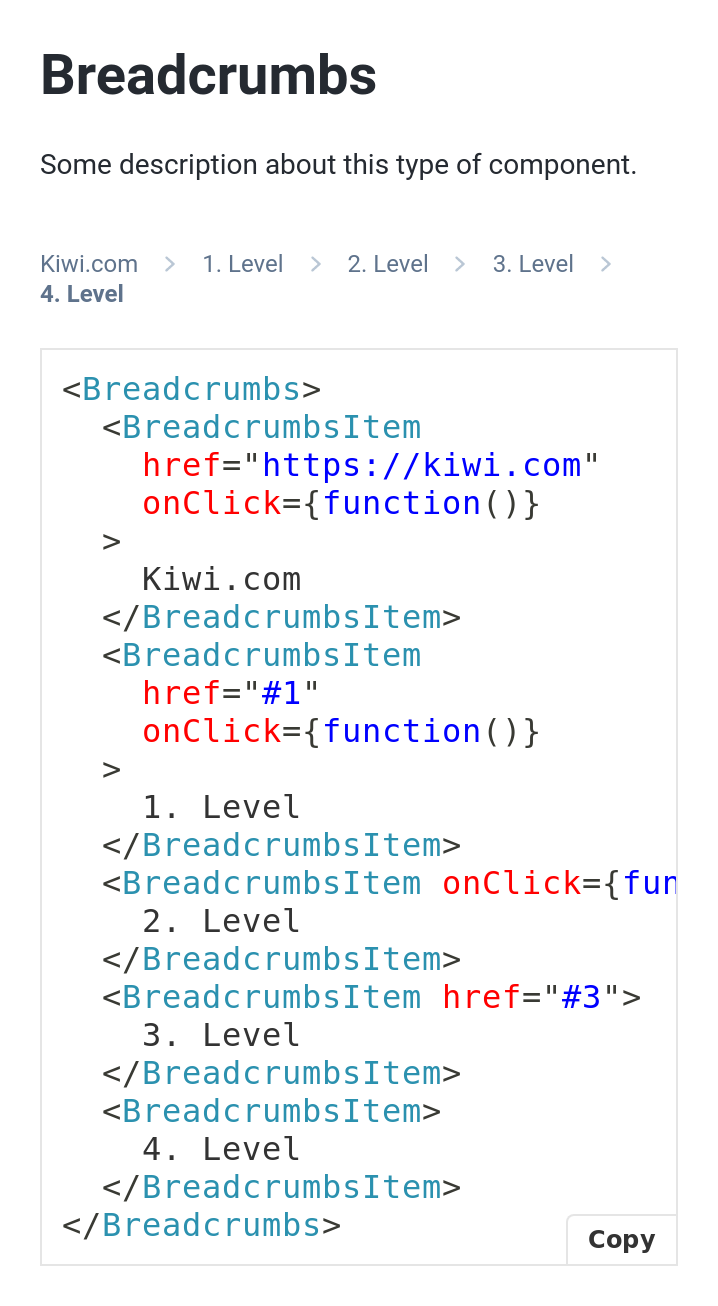 Breadcrumbs
Some description about this type of component.
Kiwi.com > 1. Level > 2. Level > 3. Level >
4. Level
<Breadcrumbs>
  <BreadcrumbsItem
    href="https://kiwi.com"
    onClick={function()}
  >
    Kiwi.com
  </BreadcrumbsItem>
  <BreadcrumbsItem
    href="#1"
    onClick={function()}
  >
    1. Level
  </BreadcrumbsItem>
  <BreadcrumbsItem onClick={fun
    2. Level
  </BreadcrumbsItem>
  <BreadcrumbsItem href="#3">
    3. Level
  </BreadcrumbsItem>
  <BreadcrumbsItem>
    4. Level
  </BreadcrumbsItem>
</Breadcrumbs>
Copy